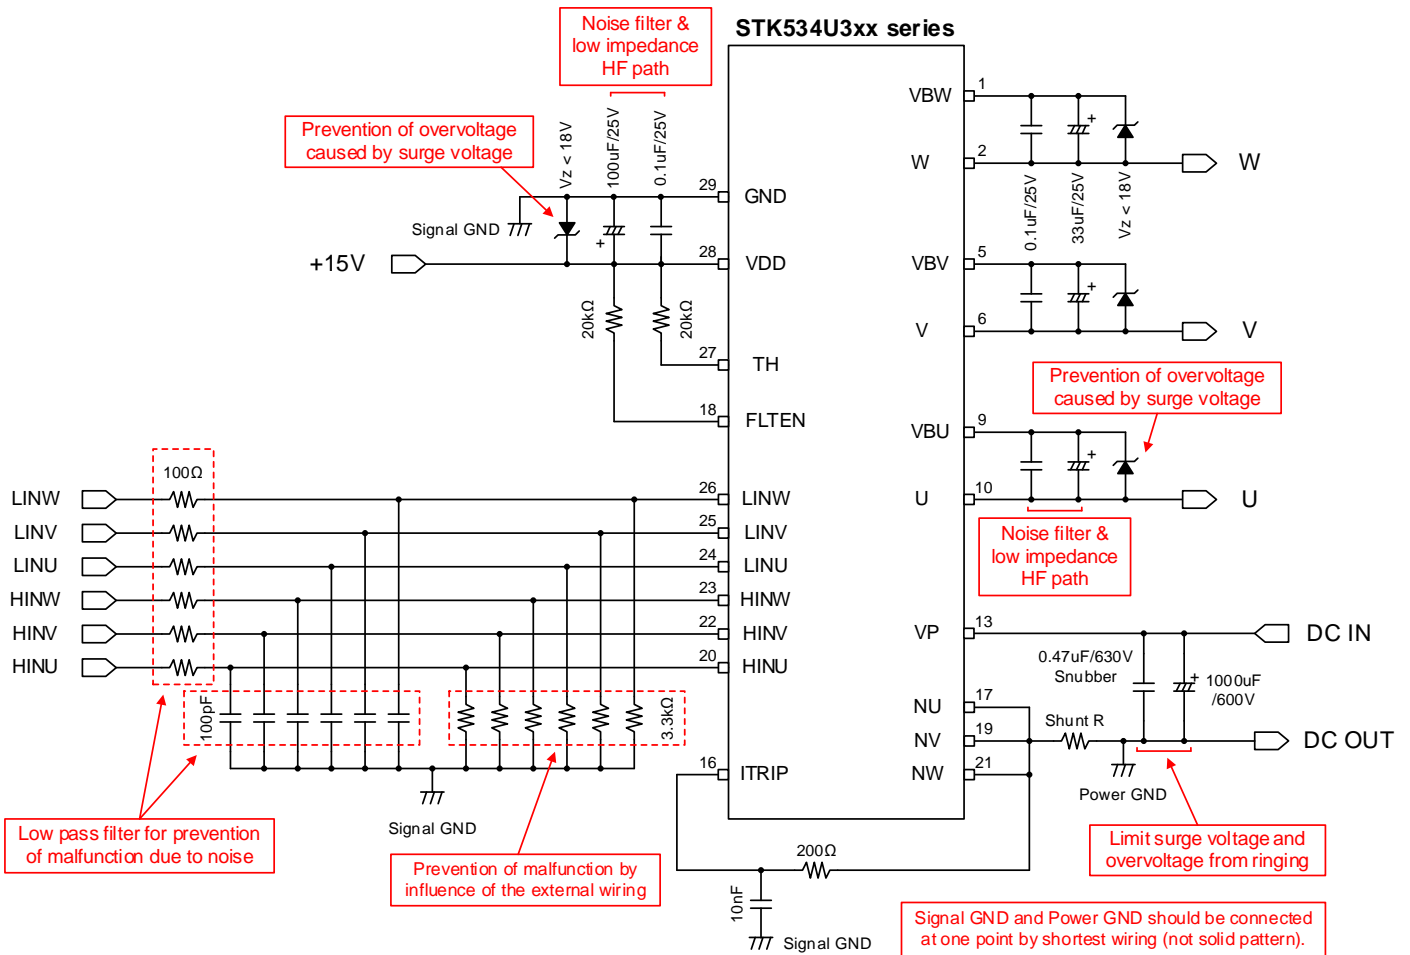 STK534U3xx series
Noise filter &
low impedance
HF path
Prevention of overvoltage
caused by surge voltage
Vz < 18V
100uF/25V
0.1uF/25V
29
GND
Signal GND
+15V
28
VDD
20kΩ
20kΩ
27
TH
18
FLTEN
VBW
1
W
2
W
0.1uF/25V
33uF/25V
Vz < 18V
+
+
VBV
5
+
V
6
V
Prevention of overvoltage
caused by surge voltage
VBU
9
+
U
10
U
Noise filter &
low impedance
HF path
100Ω
LINW
26
LINW
LINV
25
LINV
LINU
24
LINU
HINW
23
HINW
HINV
22
HINV
HINU
20
HINU
100pF
3.3kΩ
Signal GND
Low pass filter for prevention
of malfunction due to noise
Prevention of malfunction by
influence of the external wiring
16
ITRIP
VP
13
DC IN
0.47uF/630V
Snubber
+
1000uF
/600V
NU
17
NV
19
NW
21
Shunt R
DC OUT
Power GND
Limit surge voltage and
overvoltage from ringing
200Ω
10nF
Signal GND
Signal GND and Power GND should be connected
at one point by shortest wiring (not solid pattern).